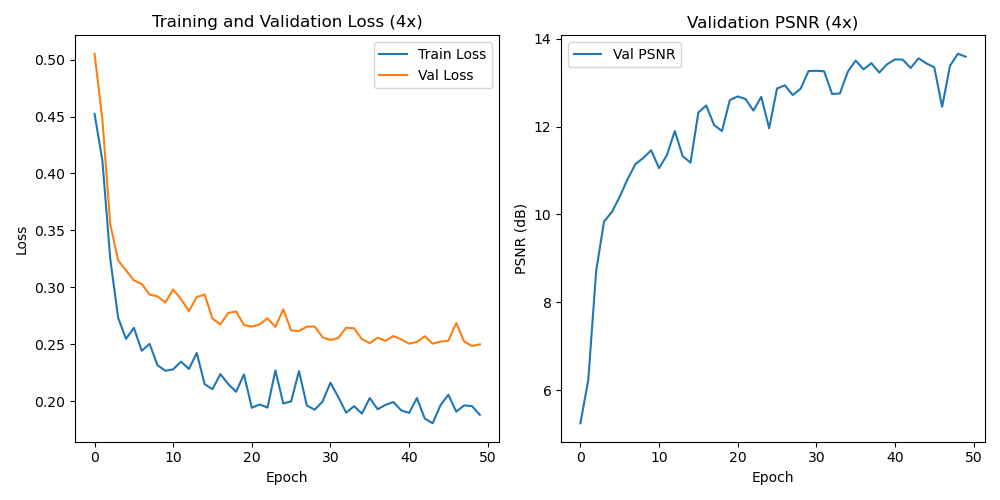 Training and Validation Loss (4x)
Train Loss
Val Loss
0.50
0.45
0.40
0.35
0.30
0.25
0.20
Loss
0 10 20 30 40 50
Epoch
Validation PSNR (4x)
Val PSNR
14
12
10
8
6
PSNR (dB)
0 10 20 30 40 50
Epoch